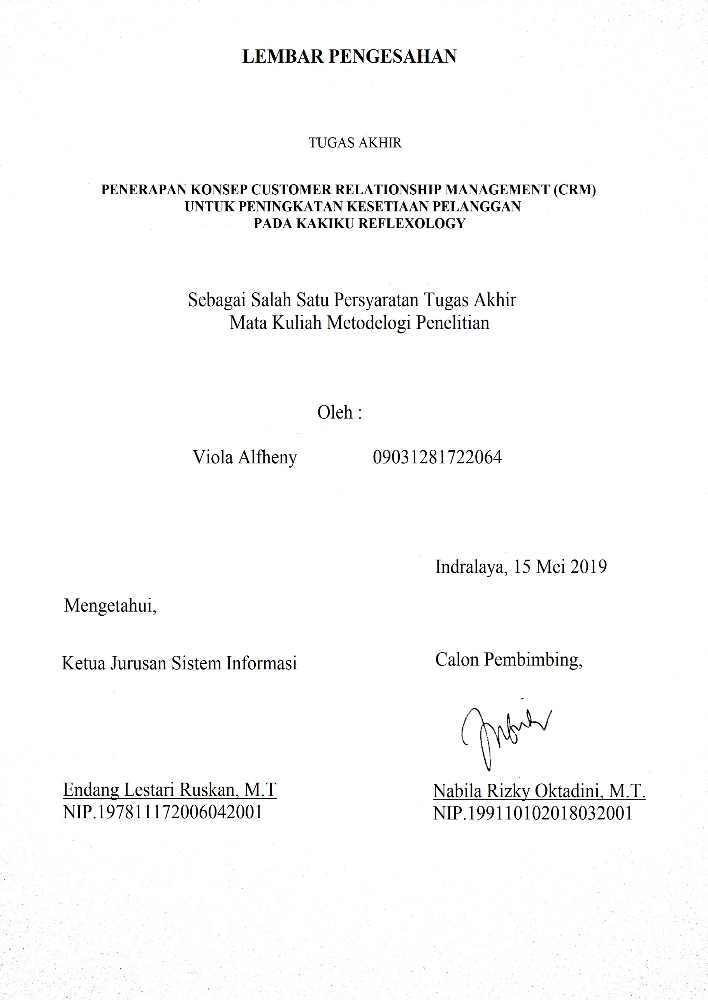 LEMBAR PENGESAHAN
TUGAS AKHIR
PENERAPAN KONSEP CUSTOMER RELATIONSHIP MANAGEMENT (CRM)
UNTUK PENINGKATAN KESETIAAN PELANGGAN
PADA KAKIKU REFLEXOLOGY
Sebagai Salah Satu Persyaratan Tugas Akhir
Mata Kuliah Metodelogi Penelitian
Oleh :
Viola Alfheny 09031281722064
Indralaya, 15 Mei 2019
Mengetahui,
Ketua Jurusan Sistem Informasi
Calon Pembimbing,
Endang Lestari Ruskan, M.T
NIP.197811172006042001
Nabila Rizky Oktadini, M.T.
NIP.199110102018032001